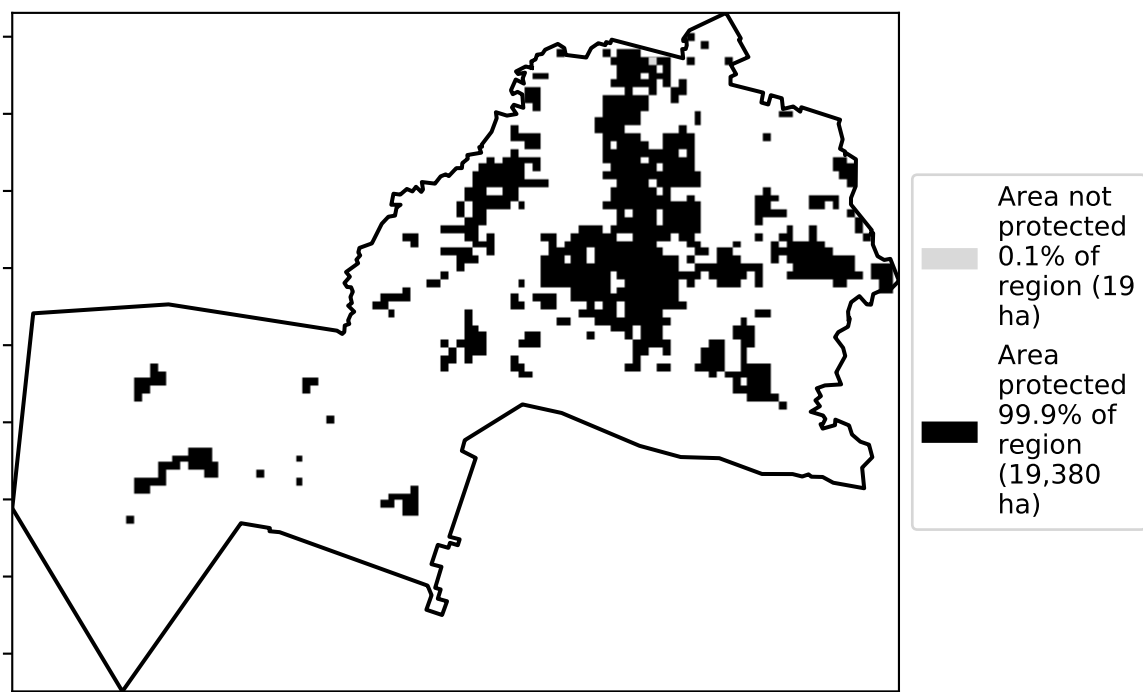 Area not
protected
0.1% of
region (19
ha)
Area
protected
99.9% of
region
(19,380
ha)